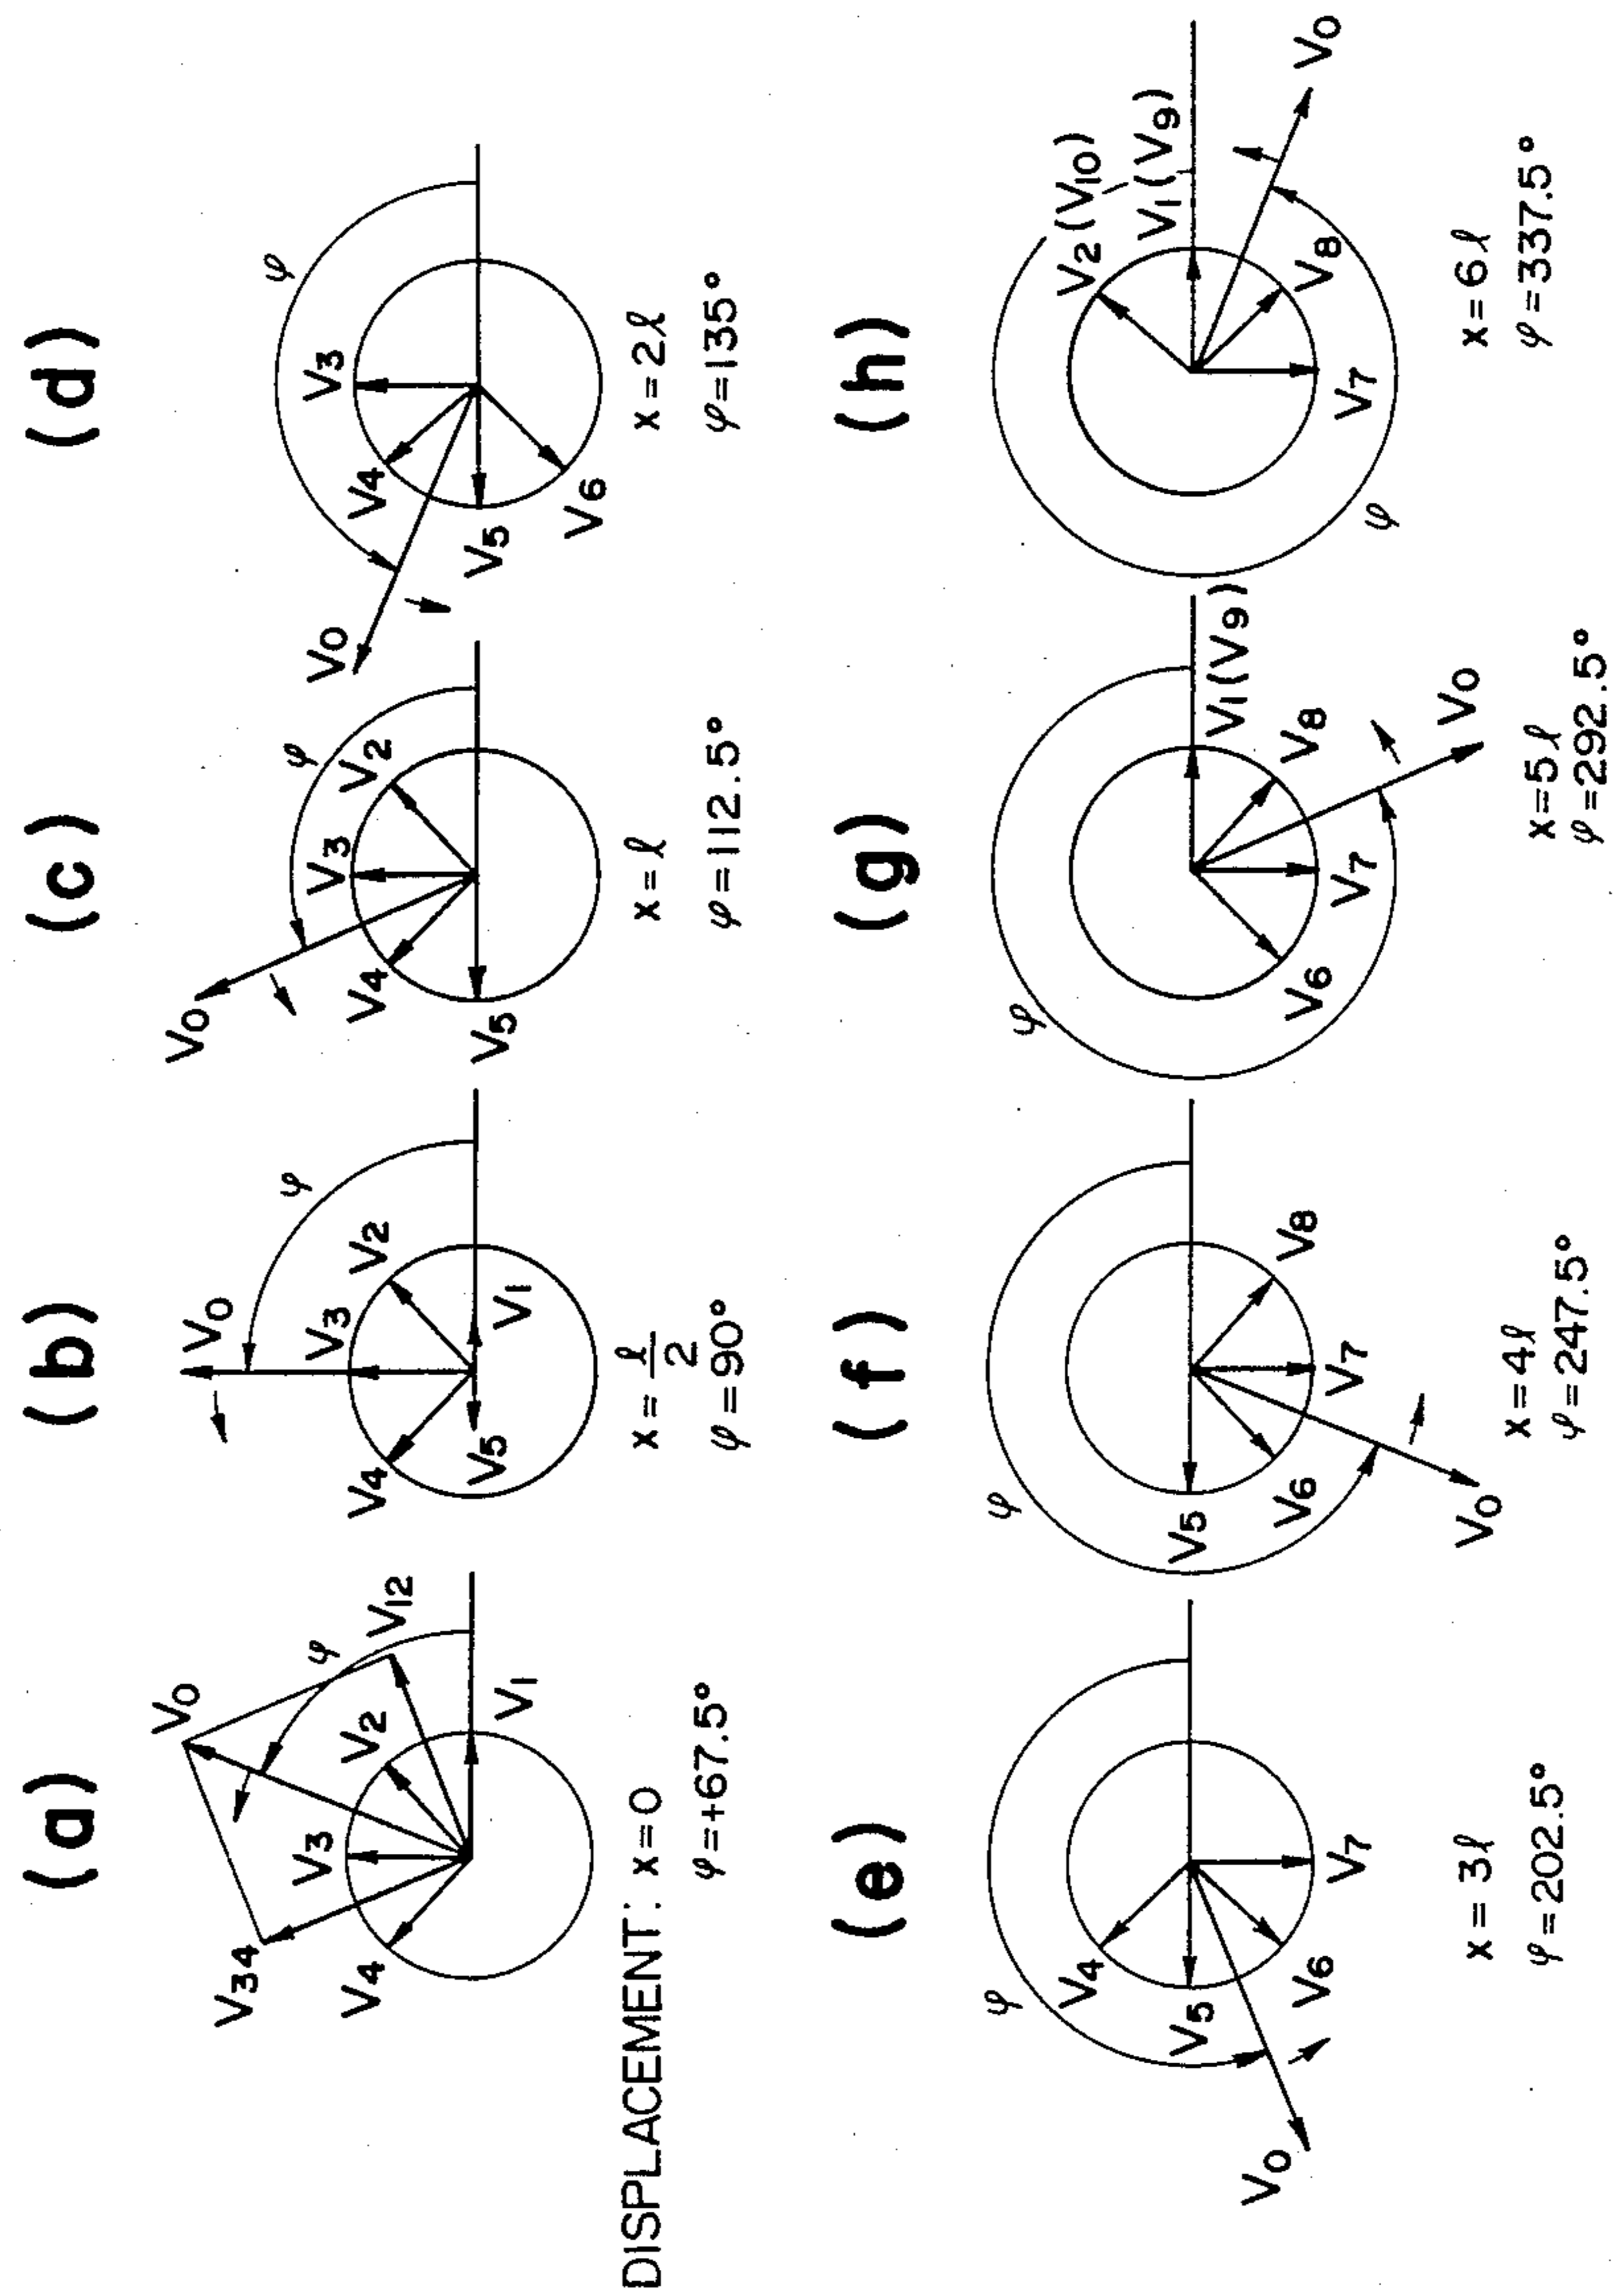 (a)
V0
φ
V12
V34
V3
V2
V4
V1
DISPLACEMENT: x=0
φ=+67.5°
(b)
V0
φ
V3
V2
V4
V5
V1
x=ℓ/2
φ=90°
(c)
V0
φ
V3
V2
V4
V5
x=ℓ
φ=112.5°
(d)
φ
V3
V0
V4
V5
V6
x=2ℓ
φ=135°
(e)
φ
V4
V5
V6
V7
V0
x=3ℓ
φ=202.5°
(f)
φ
V5
V8
V6
V7
V0
x=4ℓ
φ=247.5°
(g)
φ
V1(V9)
V8
V6
V7
V0
x=5ℓ
φ=292.5°
(h)
V2(V10)
V1(V9)
V8
V0
V7
φ
x=6ℓ
φ=337.5°